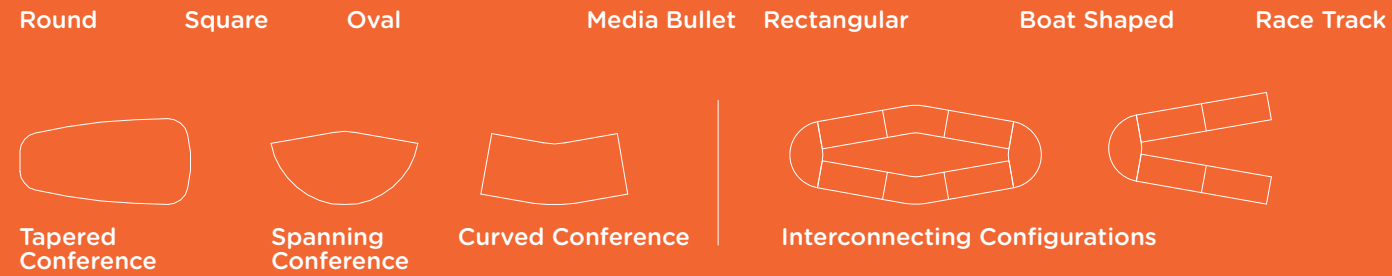 Round Square Oval Media Bullet Rectangular Boat Shaped Race Track
Tapered
Conference
Spanning
Conference
Curved Conference
Interconnecting Configurations